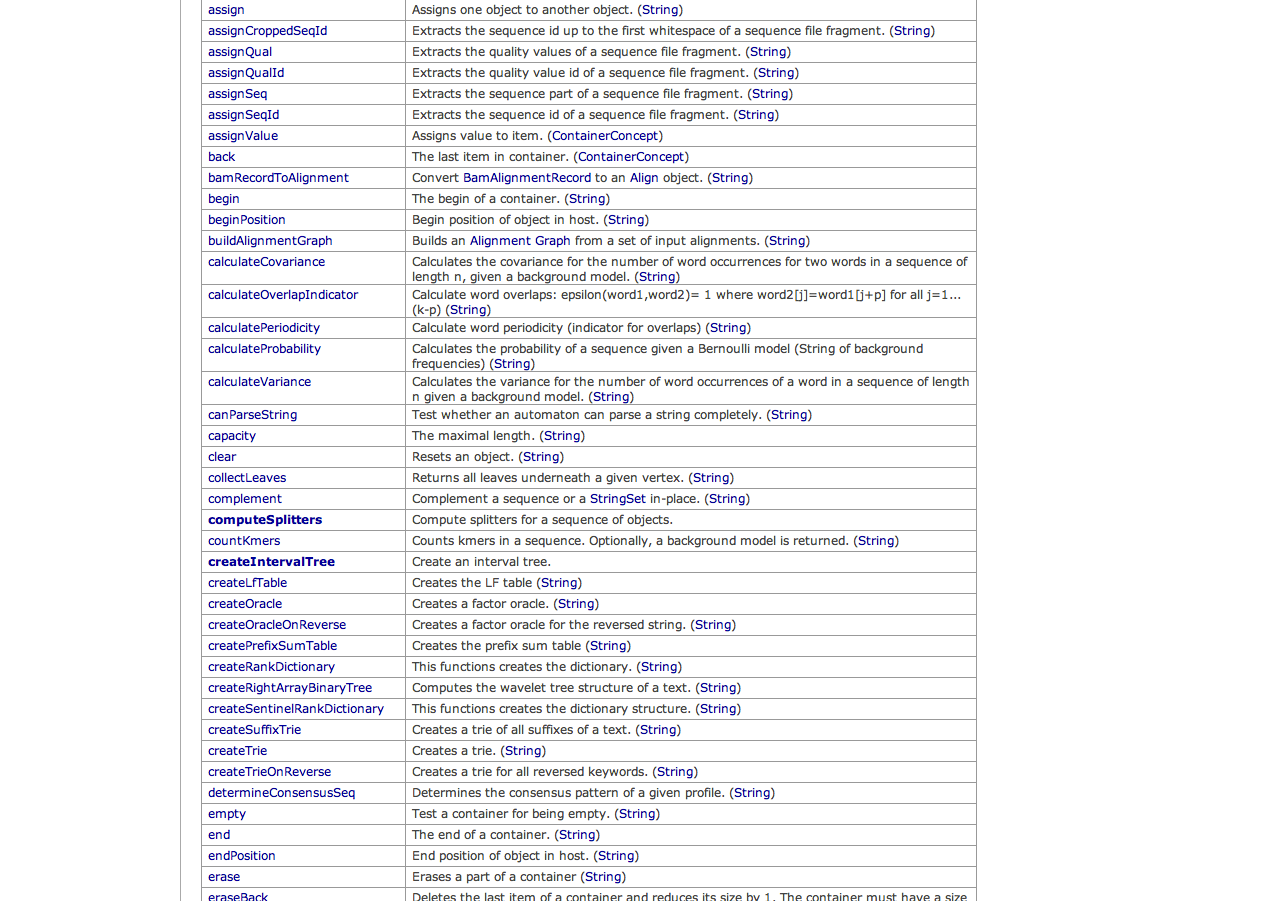 assign Assigns one object to another object. (String)
assignCroppedSeqId Extracts the sequence id up to the first whitespace of a sequence file fragment. (String)
assignQual Extracts the quality values of a sequence file fragment. (String)
assignQualId Extracts the quality value id of a sequence file fragment. (String)
assignSeq Extracts the sequence part of a sequence file fragment. (String)
assignSeqId Extracts the sequence id of a sequence file fragment. (String)
assignValue Assigns value to item. (ContainerConcept)
back The last item in container. (ContainerConcept)
bamRecordToAlignment Convert BamAlignmentRecord to an Align object. (String)
begin The begin of a container. (String)
beginPosition Begin position of object in host. (String)
buildAlignmentGraph Builds an Alignment Graph from a set of input alignments. (String)
calculateCovariance Calculates the covariance for the number of word occurrences for two words in a sequence of
length n, given a background model. (String)
calculateOverlapIndicator Calculate word overlaps: epsilon(word1,word2)= 1 where word2[j]=word1[j+p] for all j=1...
(k-p) (String)
calculatePeriodicity Calculate word periodicity (indicator for overlaps) (String)
calculateProbability Calculates the probability of a sequence given a Bernoulli model (String of background
frequencies) (String)
calculateVariance Calculates the variance for the number of word occurrences of a word in a sequence of length
n given a background model. (String)
canParseString Test whether an automaton can parse a string completely. (String)
capacity The maximal length. (String)
clear Resets an object. (String)
collectLeaves Returns all leaves underneath a given vertex. (String)
complement Complement a sequence or a StringSet in-place. (String)
computeSplitters Compute splitters for a sequence of objects.
countKmers Counts kmers in a sequence. Optionally, a background model is returned. (String)
createIntervalTree Create an interval tree.
createLfTable Creates the LF table (String)
createOracle Creates a factor oracle. (String)
createOracleOnReverse Creates a factor oracle for the reversed string. (String)
createPrefixSumTable Creates the prefix sum table (String)
createRankDictionary This functions creates the dictionary. (String)
createRightArrayBinaryTree Computes the wavelet tree structure of a text. (String)
createSentinelRankDictionary This functions creates the dictionary structure. (String)
createSuffixTrie Creates a trie of all suffixes of a text. (String)
createTrie Creates a trie. (String)
createTrieOnReverse Creates a trie for all reversed keywords. (String)
determineConsensusSeq Determines the consensus pattern of a given profile. (String)
empty Test a container for being empty. (String)
end The end of a container. (String)
endPosition End position of object in host. (String)
erase Erases a part of a container (String)
eraseBack Deletes the last item of a container and reduces its size by 1. The container must have a size